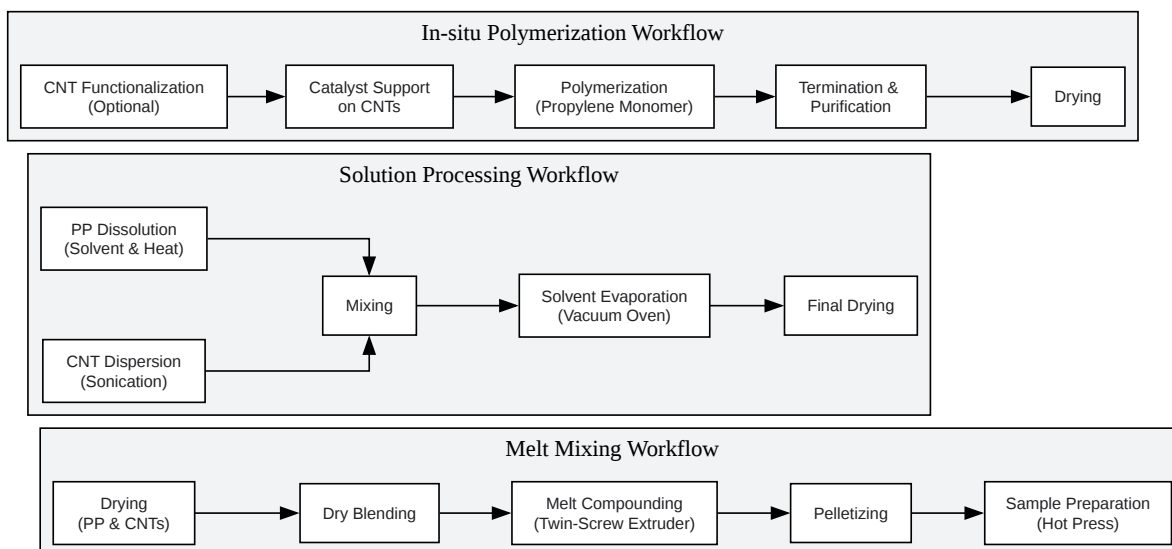 In-situ Polymerization Workflow
CNT Functionalization
(Optional)
Catalyst Support
on CNTs
Polymerization
(Propylene Monomer)
Termination &
Purification
Drying
Solution Processing Workflow
PP Dissolution
(Solvent & Heat)
CNT Dispersion
(Sonication)
Mixing
Solvent Evaporation
(Vacuum Oven)
Final Drying
Melt Mixing Workflow
Drying
(PP & CNTs)
Dry Blending
Melt Compounding
(Twin-Screw Extruder)
Pelletizing
Sample Preparation
(Hot Press)